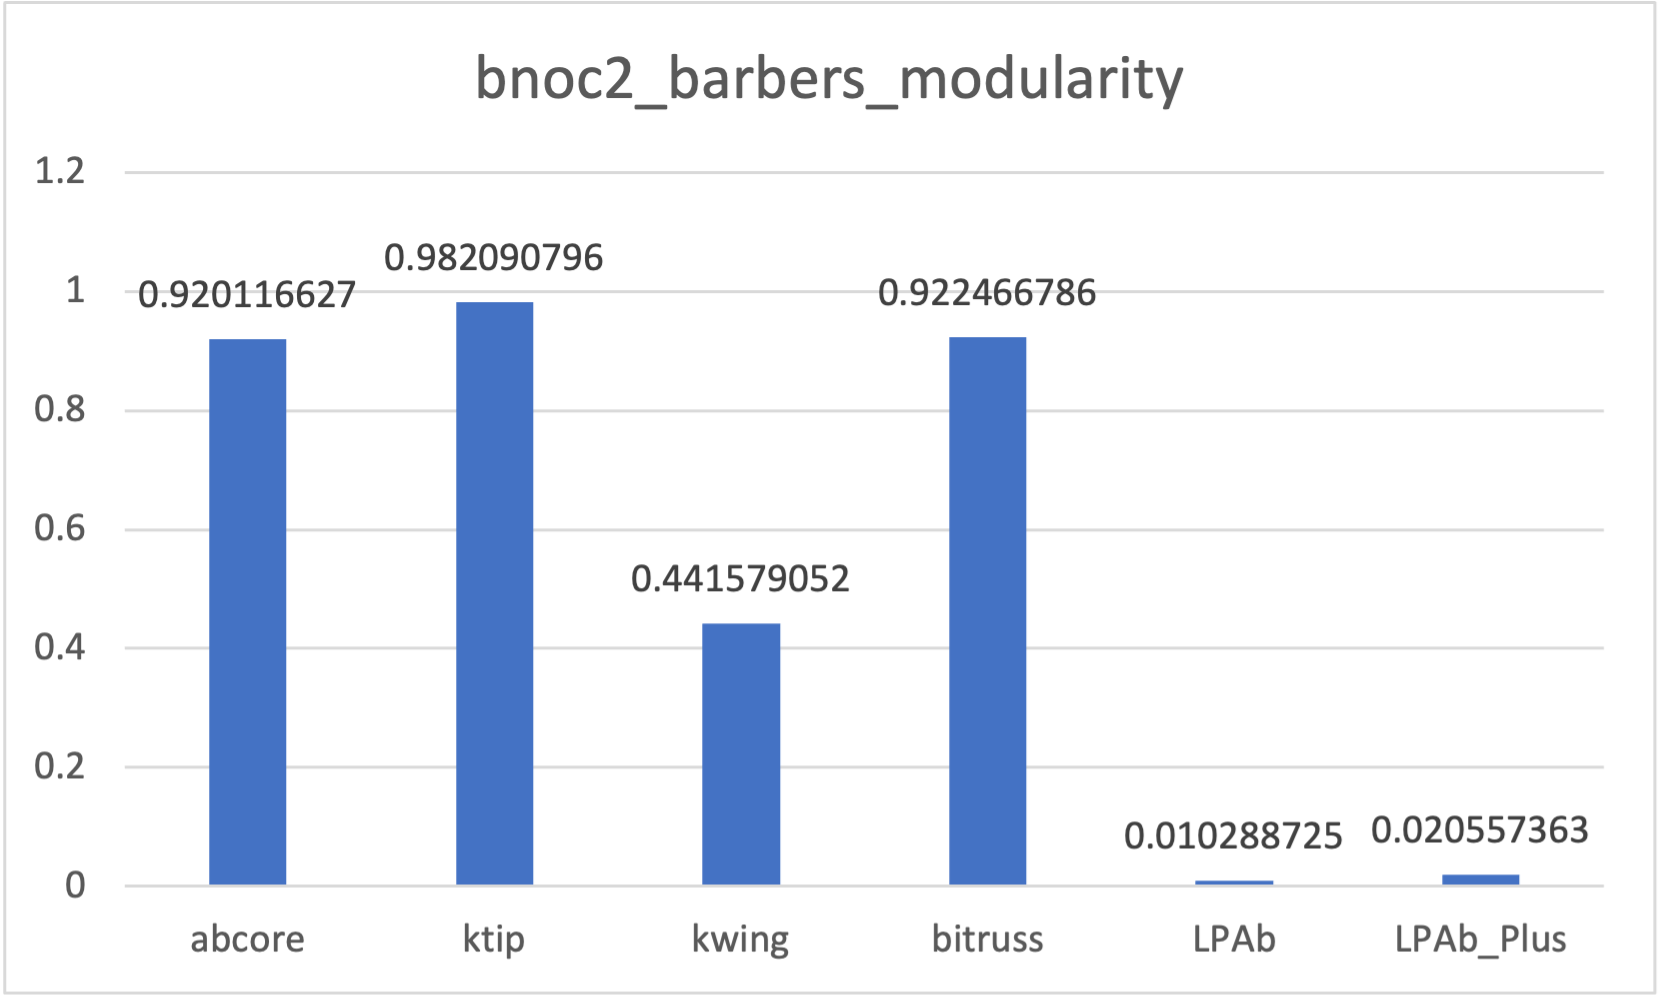 bnoc2_barbers_modularity
1.2
1
0.8
0.6
0.4
0.2
0
0.920116627
0.982090796
0.441579052
0.922466786
0.010288725
0.020557363
abcore
ktip
kwing
bitruss
LPAb
LPAb_Plus